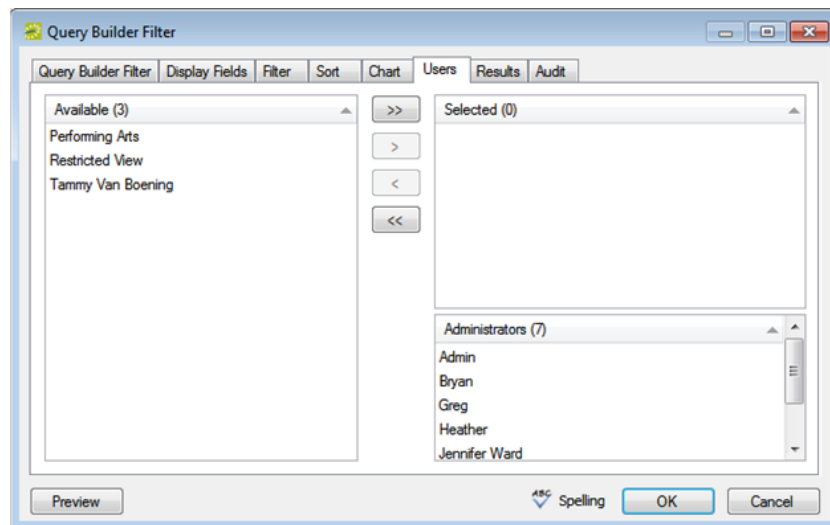 Query Builder Filter
Query Builder Filter Display Fields Filter Sort Chart Users Results Audit
Available (3)
Performing Arts
Restricted View
Tammy Van Boening
>>
>
<
<<
Selected (0)
Administrators (7)
Admin
Bryan
Greg
Heather
Jennifer Ward
Preview
ABC Spelling
OK
Cancel